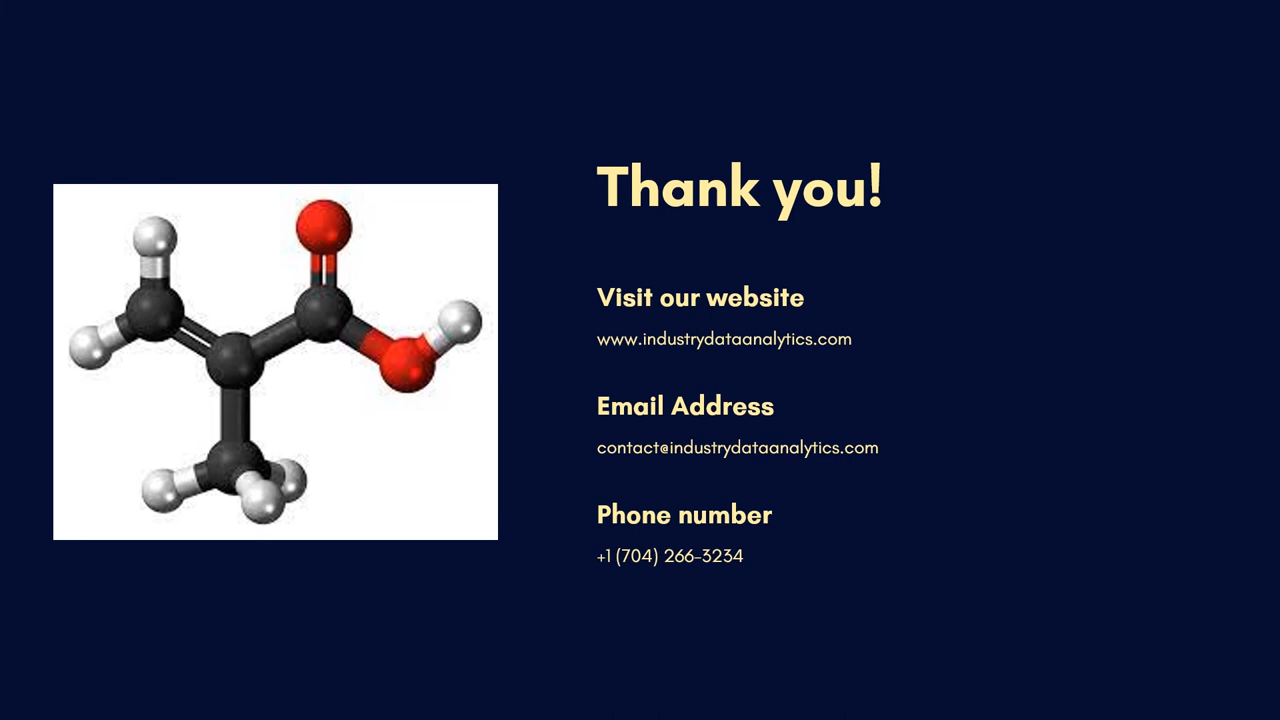 Thank you!
Visit our website
www.industrydataanalytics.com
Email Address
contact@industrydataanalytics.com
Phone number
+1 (704) 266-3234